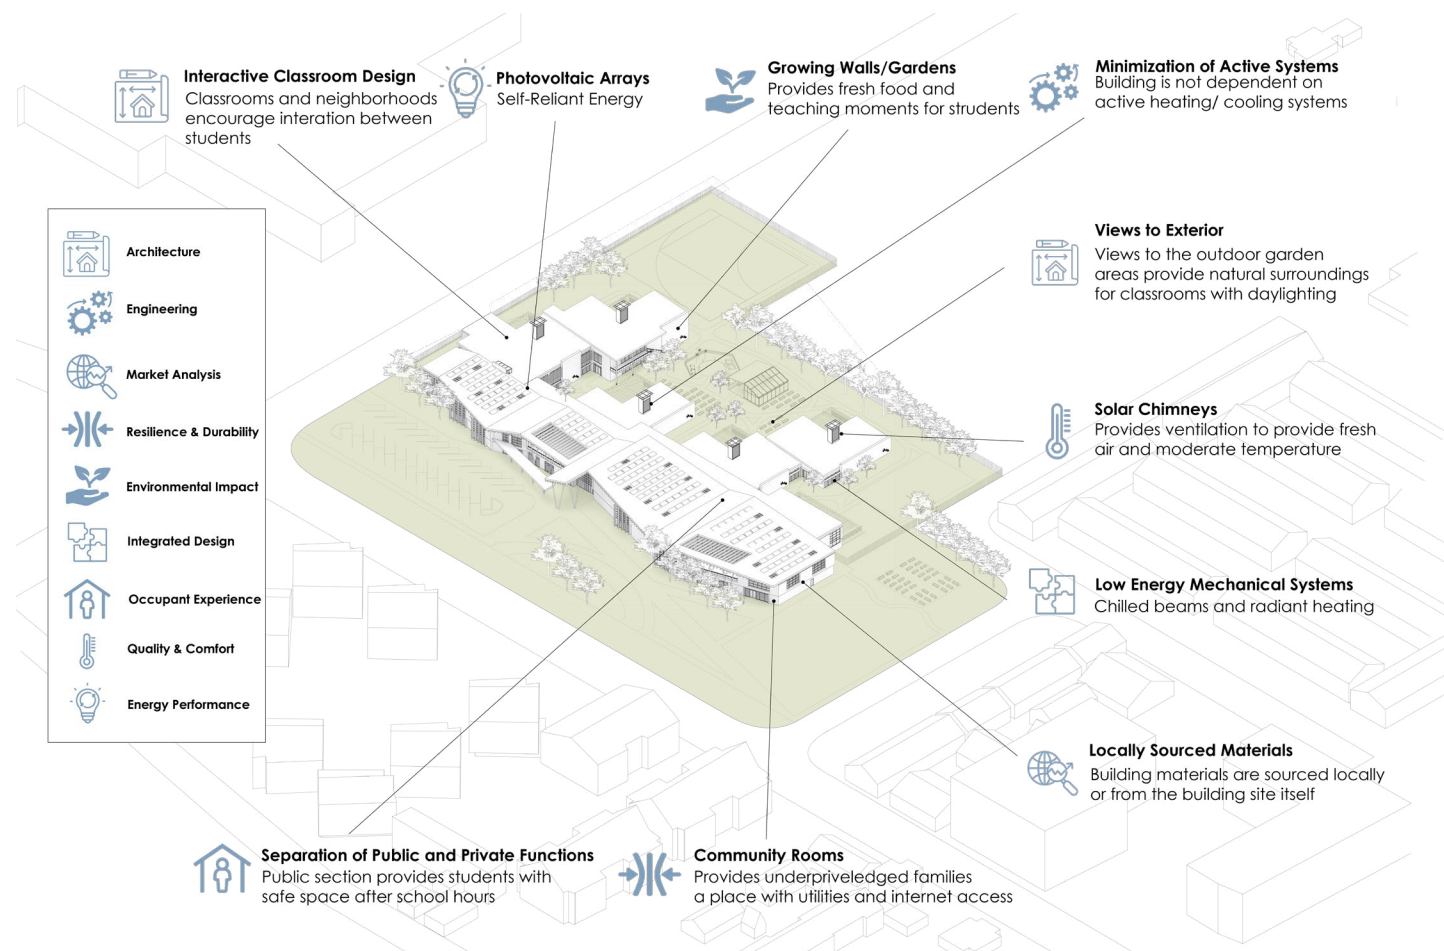 Interactive Classroom Design
Classrooms and neighborhoods
encourage interation between
students
Photovoltaic Arrays
Self-Reliant Energy
Growing Walls/Gardens
Provides fresh food and
teaching moments for strudents
Minimization of Active Systems
Building is not dependent on
active heating/ cooling systems
Architecture
Engineering
Market Analysis
Resilience & Durability
Environmental Impact
Integrated Design
Occupant Experience
Quality & Comfort
Energy Performance
Views to Exterior
Views to the outdoor garden
areas provide natural surroundings
for classrooms with daylighting
Solar Chimneys
Provides ventilation to provide fresh
air and moderate temperature
Low Energy Mechanical Systems
Chilled beams and radiant heating
Locally Sourced Materials
Building materials are sourced locally
or from the building site itself
Separation of Public and Private Functions
Public section provides students with
safe space after school hours
Community Rooms
Provides underpriveledged families
a place with utilities and internet access